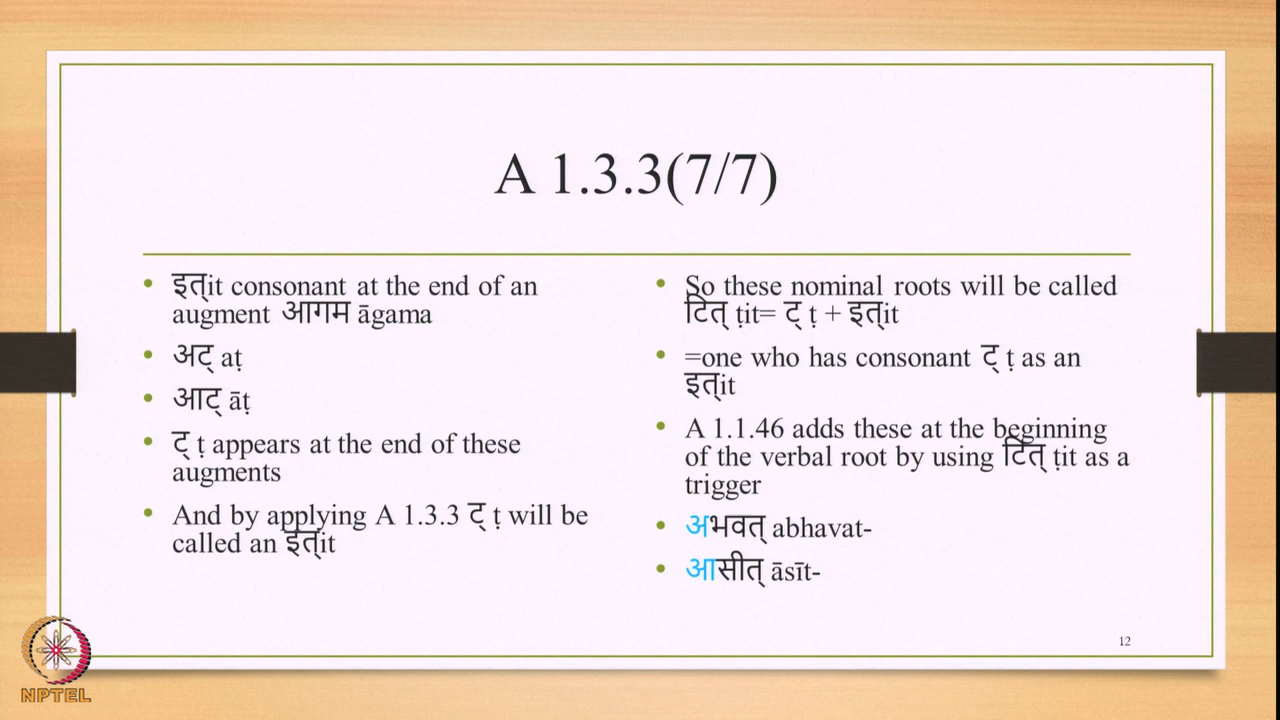 A 1.3.3(7/7)
• इत्it consonant at the end of an
augment आगम āgama
• अट् aṭ
• आट् āṭ
• ट् ṭ appears at the end of these
augments
• And by applying A 1.3.3 ट् ṭ will be
called an इत्it
• So these nominal roots will be called
टित् ṭit= ट् ṭ + इत्it
• =one who has consonant ट् ṭ as an
इत्it
• A 1.1.46 adds these at the beginning
of the verbal root by using टित् ṭit as a
trigger
• अभवत् abhavat-
• आसीत् āsīt-
12
NPTEL